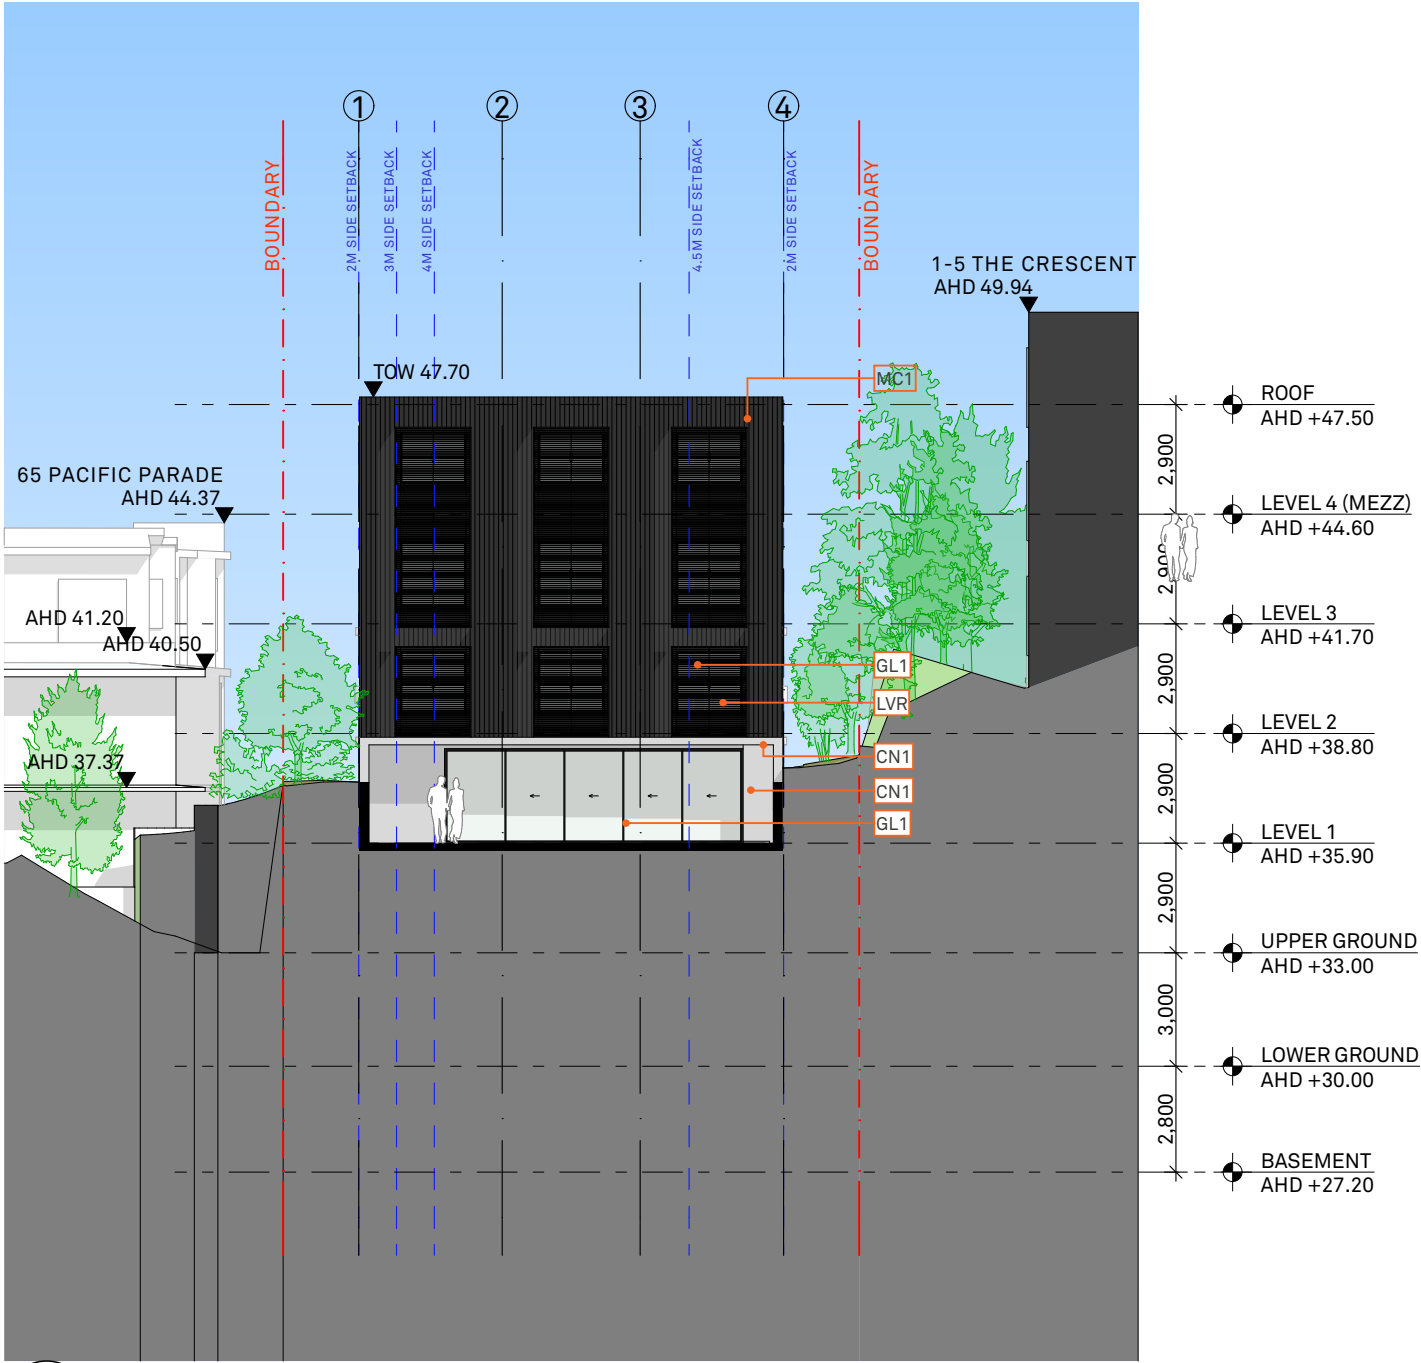 1
2
3
4
BOUNDARY
2M SIDE SETBACK
3M SIDE SETBACK
4M SIDE SETBACK
4.5M SIDE SETBACK
2M SIDE SETBACK
BOUNDARY
1-5 THE CRESCENT
AHD 49.94
TOW 47.70
MC1
65 PACIFIC PARADE
AHD 44.37
AHD 41.20
AHD 40.50
AHD 37.37
GL1
LVR
CN1
CN1
GL1
ROOF
AHD +47.50
2,900
LEVEL 4 (MEZZ)
AHD +44.60
2,900
LEVEL 3
AHD +41.70
2,900
LEVEL 2
AHD +38.80
2,900
LEVEL 1
AHD +35.90
2,900
UPPER GROUND
AHD +33.00
3,000
LOWER GROUND
AHD +30.00
2,800
BASEMENT
AHD +27.20